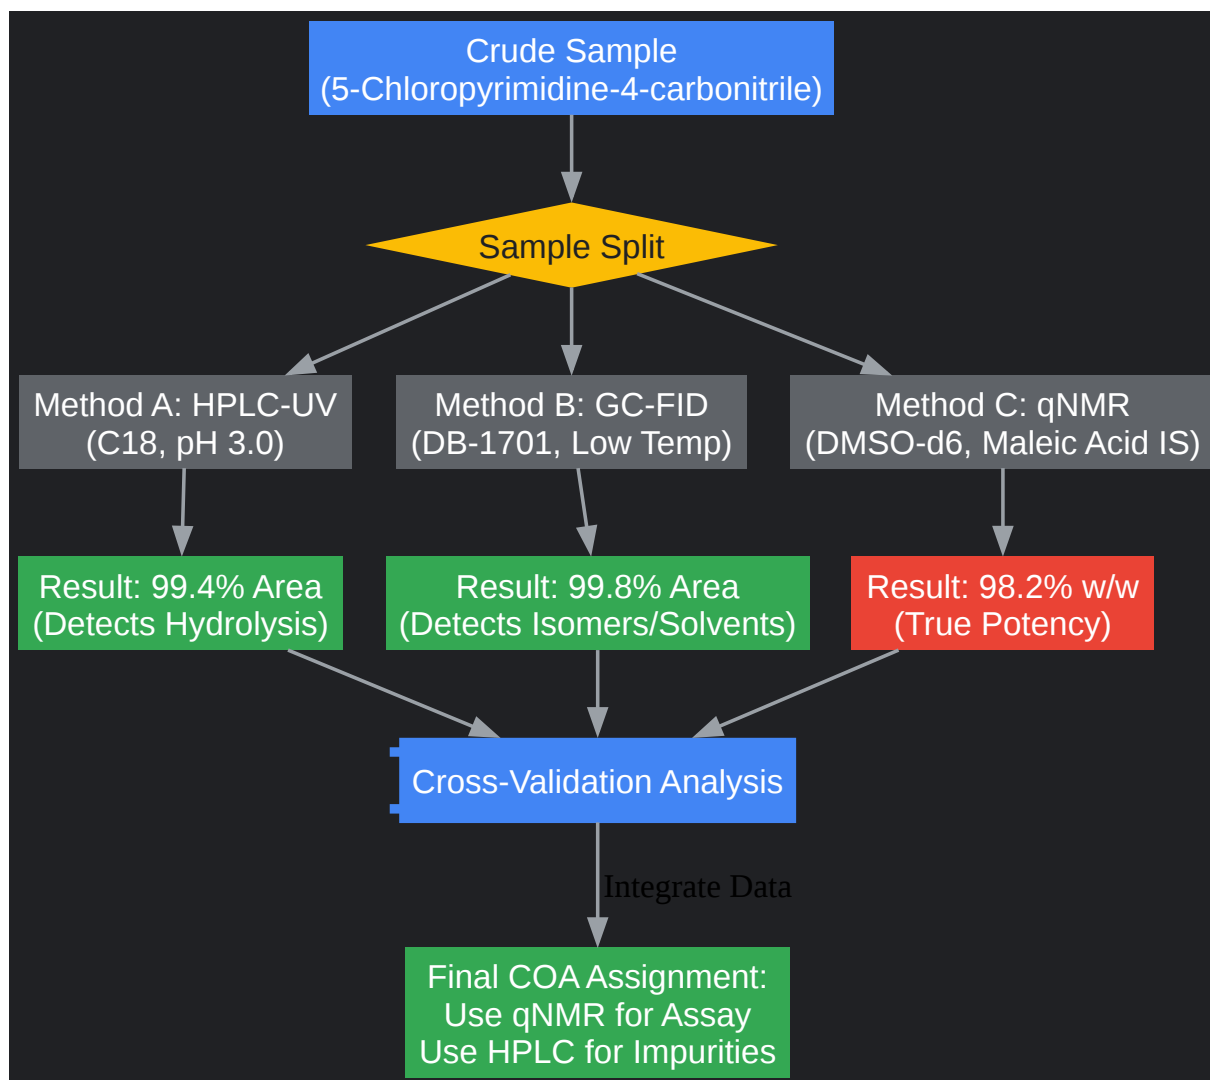 Crude Sample
(5-Chloropyrimidine-4-carbonitrile)
Sample Split
Method A: HPLC-UV
(C18, pH 3.0)
Method B: GC-FID
(DB-1701, Low Temp)
Method C: qNMR
(DMSO-d6, Maleic Acid IS)
Result: 99.4% Area
(Detects Hydrolysis)
Result: 99.8% Area
(Detects Isomers/Solvents)
Result: 98.2% w/w
(True Potency)
Cross-Validation Analysis
Integrate Data
Final COA Assignment:
Use qNMR for Assay
Use HPLC for Impurities